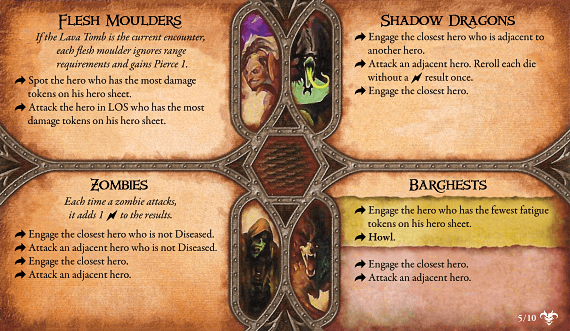 FLESH MOULDERS
If the Lava Tomb is the current encounter,
each flesh moulder ignores range
requirements and gains Pierce 1.
Spot the hero who has the most damage
tokens on his hero sheet.
Attack the hero in LOS who has the most
damage tokens on his hero sheet.
SHADOW DRAGONS
Engage the closest hero who is adjacent to
another hero.
Attack an adjacent hero. Reroll each die
without a result once.
Engage the closest hero.
ZOMBIES
Each time a zombie attacks,
it adds 1 to the results.
Engage the closest hero who is not Diseased.
Attack an adjacent hero who is not Diseased.
Engage the closest hero.
Attack an adjacent hero.
BARGHESTS
Engage the hero who has the fewest fatigue
tokens on his hero sheet.
Howl.
Engage the closest hero.
Attack an adjacent hero.
5/10